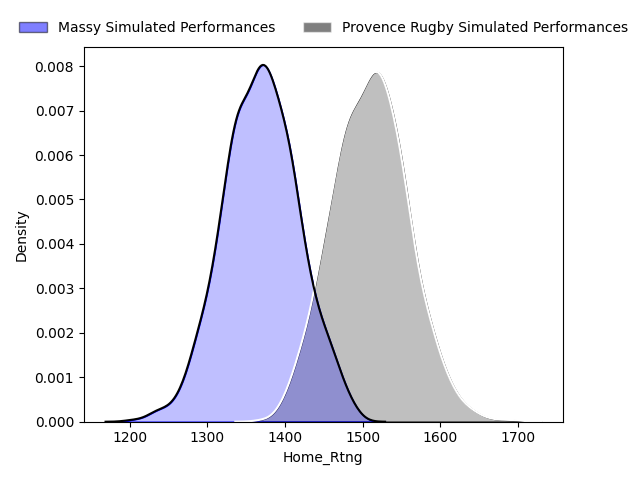 Massy Simulated Performances
Provence Rugby Simulated Performances
0.008
0.007
0.006
0.005
0.004
0.003
0.002
0.001
0.000
Density
1200 1300 1400 1500 1600 1700
Home_Rtng